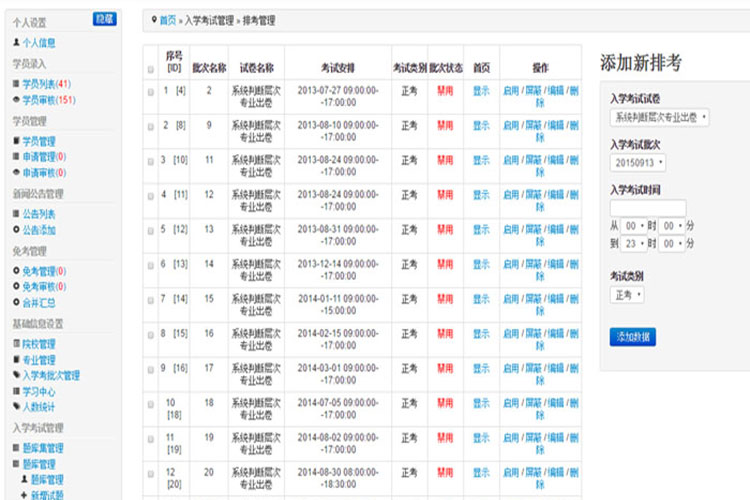 个人设置
隐藏
个人信息
学员录入
学员列表(41)
学员审核(151)
学员管理
学员管理
申请管理(0)
申请审核(0)
新闻公告管理
公告列表
公告添加
免考管理
免考管理(0)
免考审核(0)
合并汇总
基础信息设置
院校管理
专业管理
入学考批次管理
学习中心
人数统计
入学考试管理
题库集管理
题库管理
题库管理
新增试题
首页 » 入学考试管理 » 排考管理
序号[ID] 批次名称 试卷名称 考试安排 考试类别 批次状态 首页 操作
1 [4] 2 系统判断层次专业出卷 2013-07-27 09:00:00--17:00:00 正考 禁用 显示 启用 / 屏蔽 / 编辑 / 删除
2 [8] 9 系统判断层次专业出卷 2013-08-10 09:00:00--17:00:00 正考 禁用 显示 启用 / 屏蔽 / 编辑 / 删除
3 [10] 11 系统判断层次专业出卷 2013-08-24 09:00:00--17:00:00 正考 禁用 显示 启用 / 屏蔽 / 编辑 / 删除
4 [11] 12 系统判断层次专业出卷 2013-08-24 09:00:00--17:00:00 正考 禁用 显示 启用 / 屏蔽 / 编辑 / 删除
5 [12] 13 系统判断层次专业出卷 2013-08-31 09:00:00--17:00:00 正考 禁用 显示 启用 / 屏蔽 / 编辑 / 删除
6 [13] 14 系统判断层次专业出卷 2013-12-14 09:00:00--17:00:00 正考 禁用 显示 启用 / 屏蔽 / 编辑 / 删除
7 [14] 15 系统判断层次专业出卷 2014-01-11 09:00:00--15:00:00 正考 禁用 显示 启用 / 屏蔽 / 编辑 / 删除
8 [15] 16 系统判断层次专业出卷 2014-02-15 09:00:00--17:00:00 正考 禁用 显示 启用 / 屏蔽 / 编辑 / 删除
9 [16] 17 系统判断层次专业出卷 2014-03-01 09:00:00--17:00:00 正考 禁用 显示 启用 / 屏蔽 / 编辑 / 删除
10 [18] 18 系统判断层次专业出卷 2014-07-05 09:00:00--17:00:00 正考 禁用 显示 启用 / 屏蔽 / 编辑 / 删除
11 [19] 19 系统判断层次专业出卷 2014-08-02 09:00:00--17:00:00 正考 禁用 显示 启用 / 屏蔽 / 编辑 / 删除
12 [20] 20 系统判断层次专业出卷 2014-08-30 08:00:00--18:30:00 正考 禁用 显示 启用 / 屏蔽 / 编辑 / 删除
添加新排考
入学考试试卷
系统判断层次专业出卷
入学考试批次
20150913
入学考试时间
从 00 时 00 分
到 23 时 00 分
考试类别
正考
添加数据